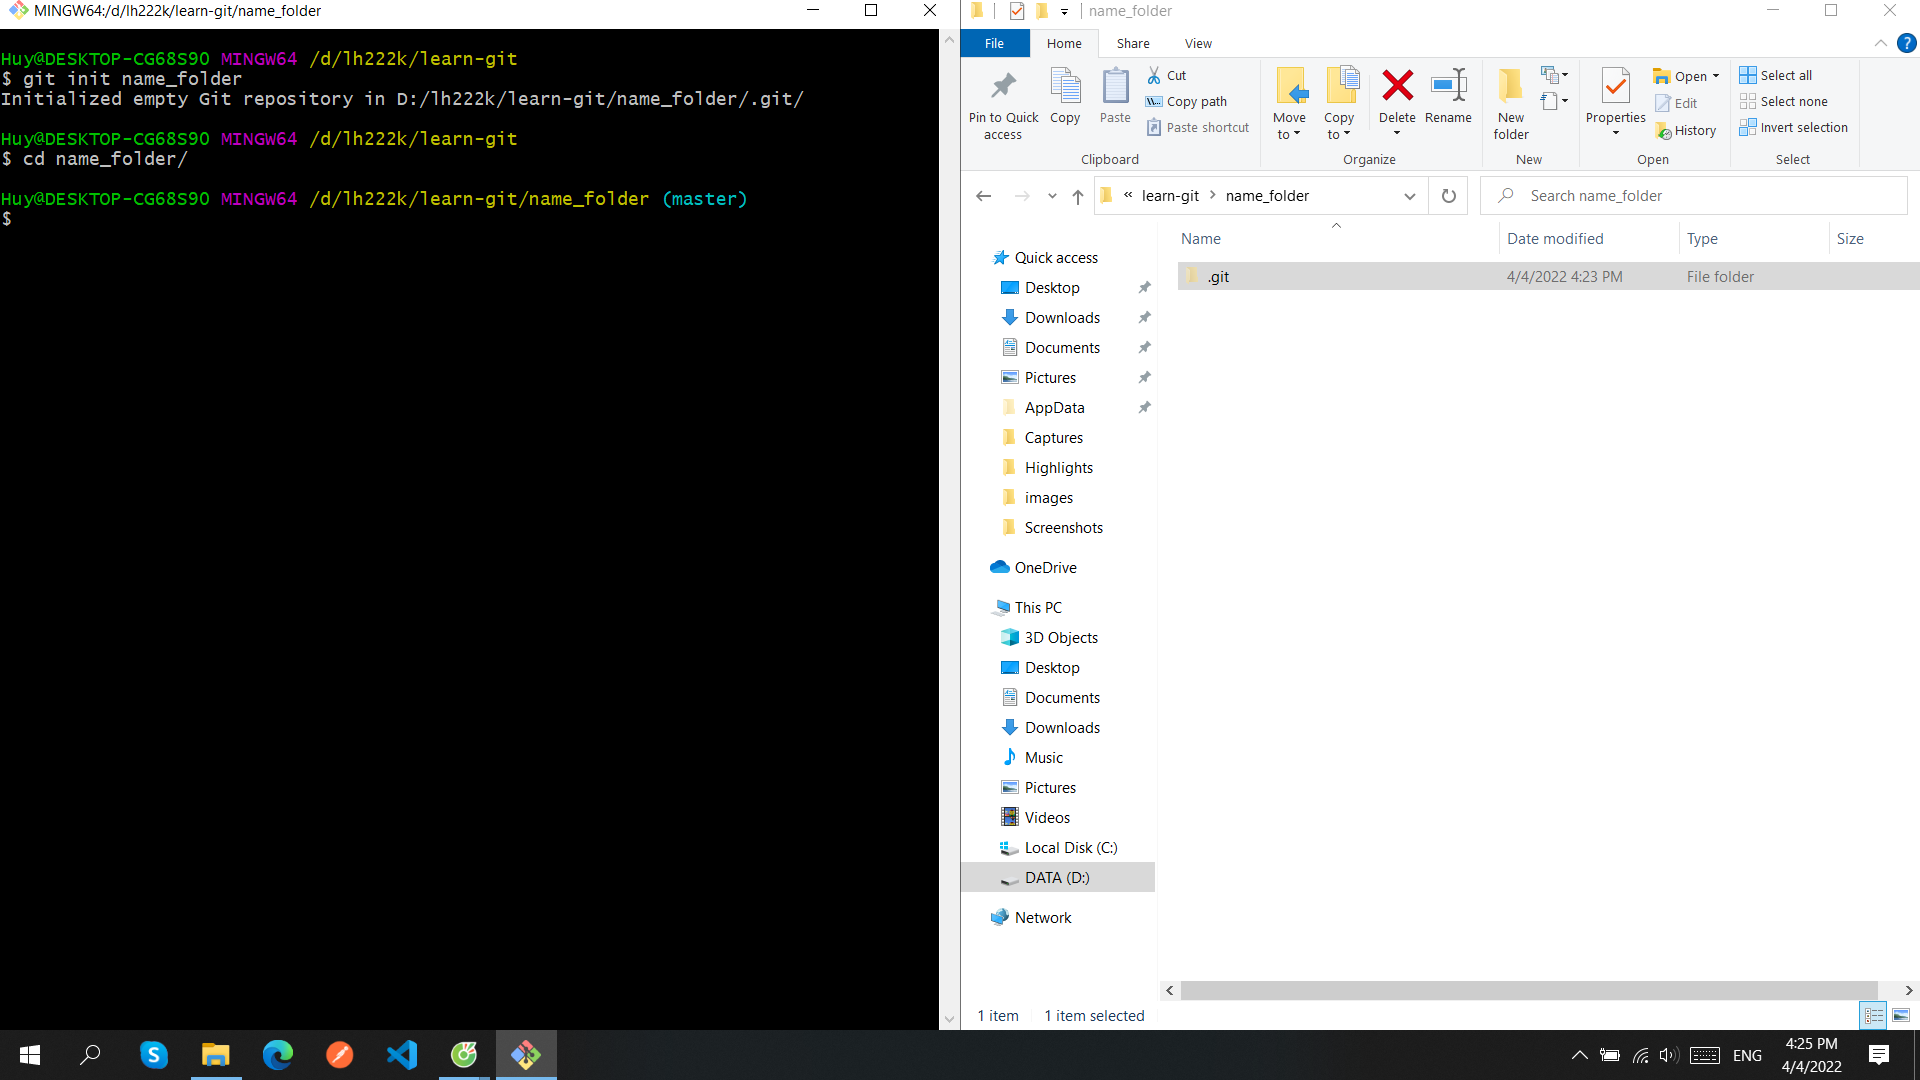 MINGW64:/d/lh222k/learn-git/name_folder
Huy@DESKTOP-CG68S90 MINGW64 /d/lh222k/learn-git
$ git init name_folder
Initialized empty Git repository in D:/lh222k/learn-git/name_folder/.git/
Huy@DESKTOP-CG68S90 MINGW64 /d/lh222k/learn-git
$ cd name_folder/
Huy@DESKTOP-CG68S90 MINGW64 /d/lh222k/learn-git/name_folder (master)
$
name_folder
File Home Share View
Pin to Quick access
Copy
Paste
Cut
Copy path
Paste shortcut
Clipboard
Move to
Copy to
Delete
Rename
Organize
New folder
New
Properties
Open
Edit
History
Open
Select all
Select none
Invert selection
Select
« learn-git > name_folder
Search name_folder
Name Date modified Type Size
.git 4/4/2022 4:23 PM File folder
Quick access
Desktop
Downloads
Documents
Pictures
AppData
Captures
Highlights
images
Screenshots
OneDrive
This PC
3D Objects
Desktop
Documents
Downloads
Music
Pictures
Videos
Local Disk (C:)
DATA (D:)
Network
1 item 1 item selected
ENG
4:25 PM
4/4/2022